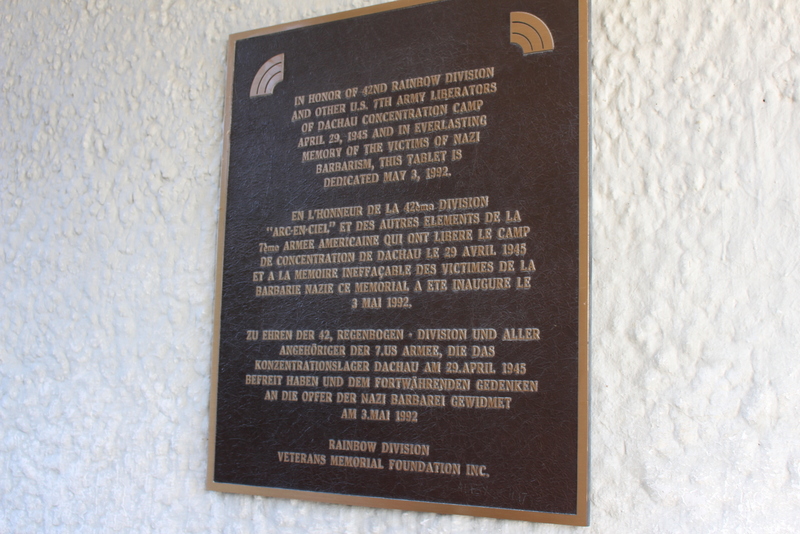 IN HONOR OF 42ND RAINBOW DIVISION
AND OTHER U.S. 7TH ARMY LIBERATORS
OF DACHAU CONCENTRATION CAMP
APRIL 29, 1945 AND IN EVERLASTING
MEMORY OF THE VICTIMS OF NAZI
BARBARISM, THIS TABLET IS
DEDICATED MAY 3, 1992.
EN L'HONNEUR DE LA 42ème DIVISION
"ARC-EN-CIEL" ET DES AUTRES ELEMENTS DE LA
7ème ARMEE AMERICAINE QUI ONT LIBERE LE CAMP
DE CONCENTRATION DE DACHAU LE 29 AVRIL 1945
ET A LA MEMOIRE INEFFAÇABLE DES VICTIMES DE LA
BARBARIE NAZIE CE MEMORIAL A ETE INAUGURE LE
3 MAI 1992.
ZU EHREN DER 42, REGENBOGEN - DIVISION UND ALLER
ANGEHÖRIGER DER 7.US ARMEE, DIE DAS
KONZENTRATIONSLAGER DACHAU AM 29.APRIL 1945
BEFREIT HABEN UND DEM FORTWÄHRENDEN GEDENKEN
AN DIE OPFER DER NAZI BARBAREI GEWIDMET
AM 3.MAI 1992
RAINBOW DIVISION
VETERANS MEMORIAL FOUNDATION INC.